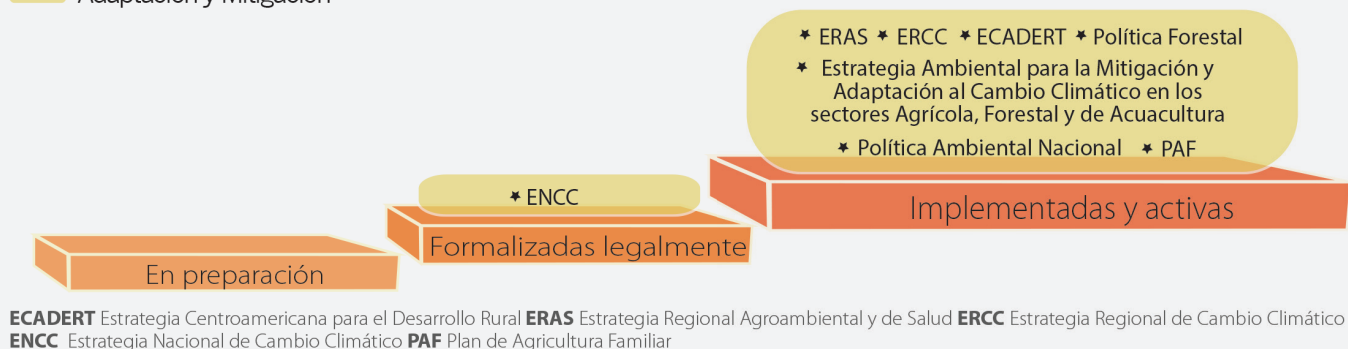 Adaptación y Mitigación
★ ERAS ★ ERCC ★ ECADERT ★ Política Forestal
★ Estrategia Ambiental para la Mitigación y
Adaptación al Cambio Climático en los
sectores Agrícola, Forestal y de Acuacultura
★ Política Ambiental Nacional ★ PAF
★ ENCC
Implementadas y activas
Formalizadas legalmente
En preparación
ECADERT Estrategia Centroamericana para el Desarrollo Rural ERAS Estrategia Regional Agroambiental y de Salud ERCC Estrategia Regional de Cambio Climático
ENCC Estrategia Nacional de Cambio Climático PAF Plan de Agricultura Familiar